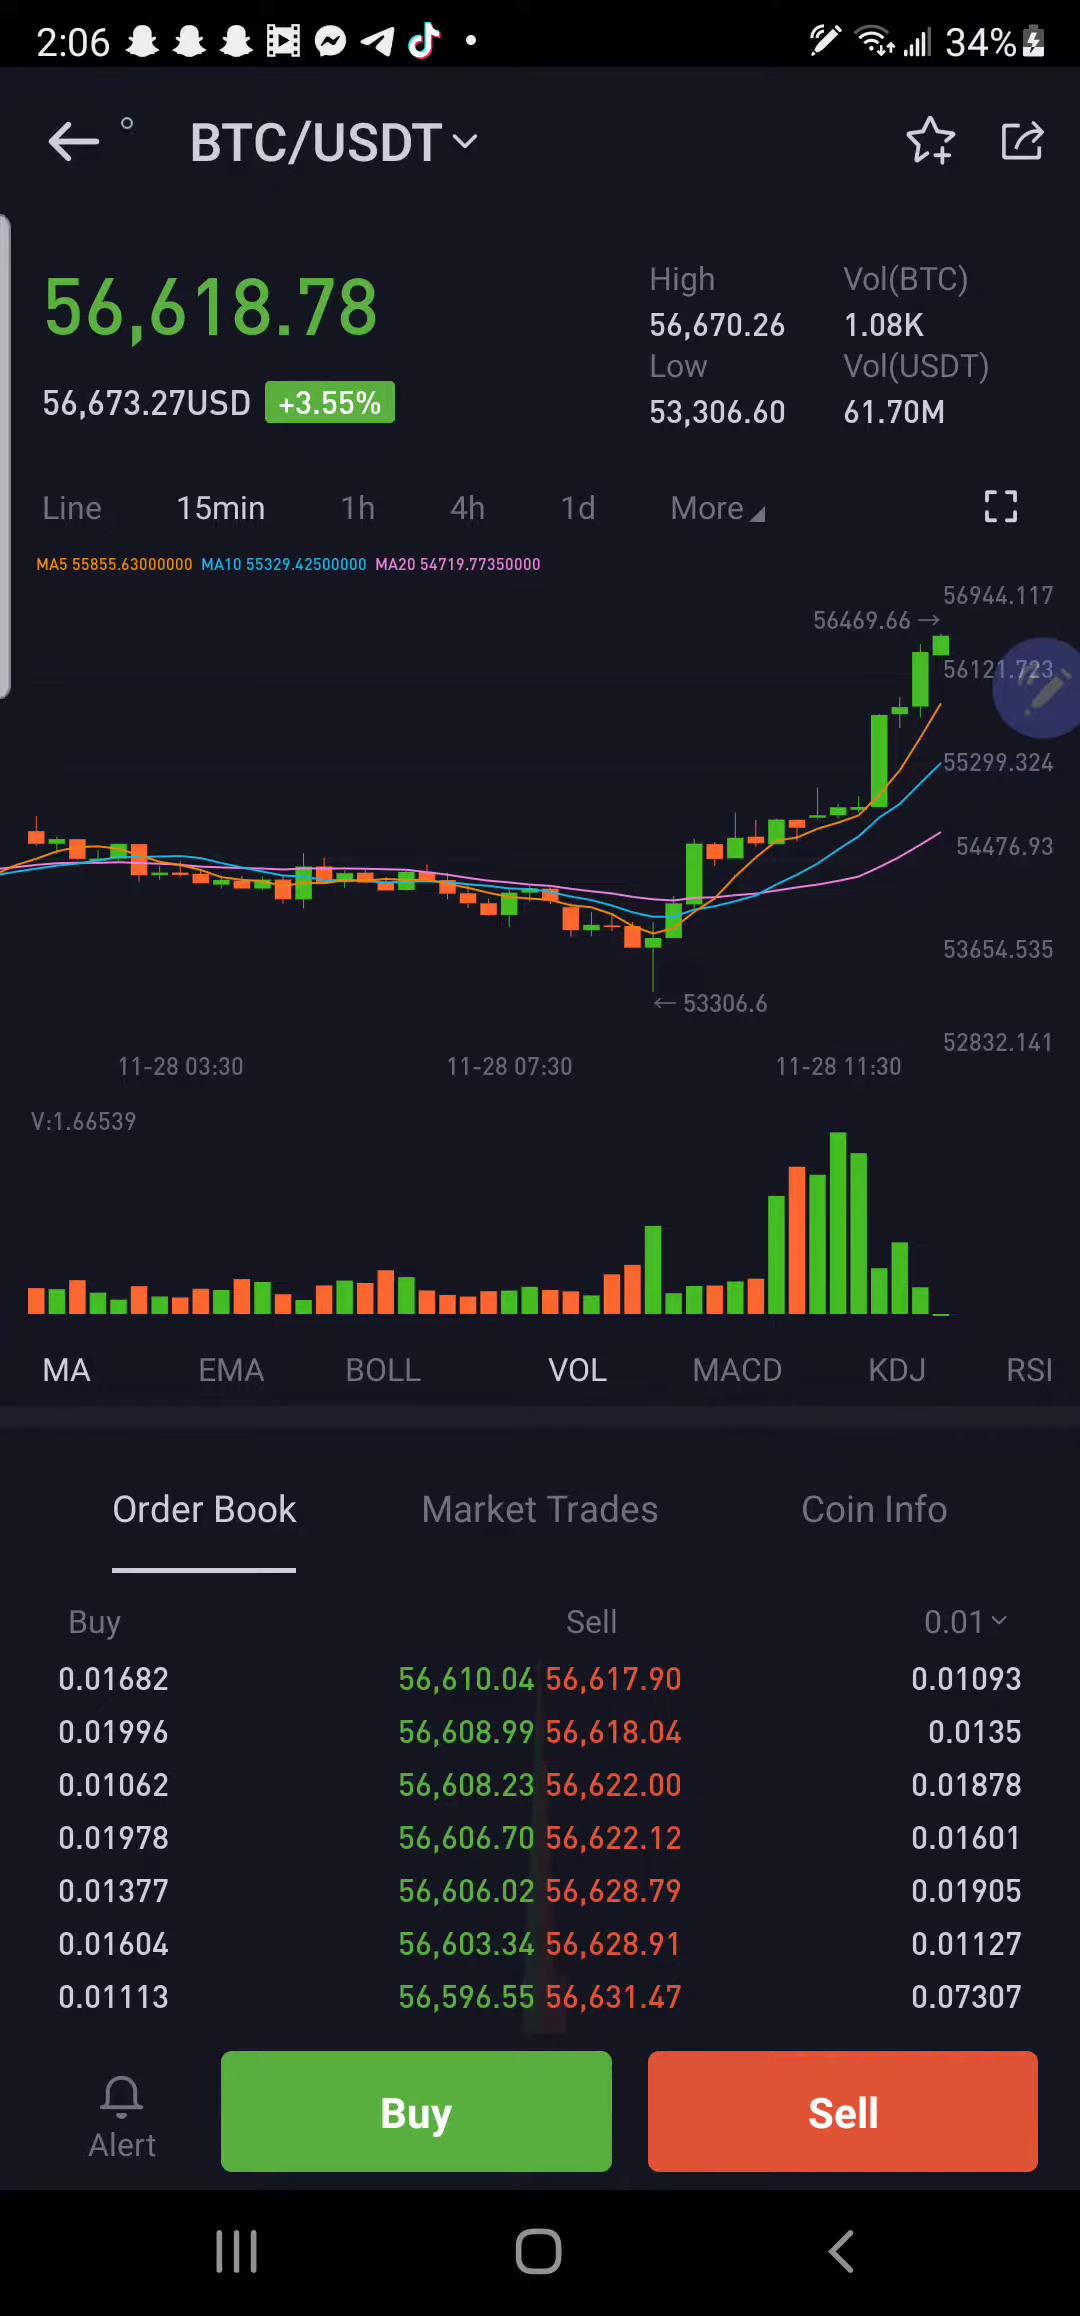 2:06 34%
BTC/USDT
56,618.78
56,673.27USD +3.55%
High Vol(BTC)
56,670.26 1.08K
Low Vol(USDT)
53,306.60 61.70M
Line 15min 1h 4h 1d More
MA5 55855.63000000 MA10 55329.42500000 MA20 54719.77350000
56944.117
56469.66→
56121.723
55299.324
54476.93
53654.535
←53306.6
52832.141
11-28 03:30 11-28 07:30 11-28 11:30
V:1.66539
MA EMA BOLL VOL MACD KDJ RSI
Order Book Market Trades Coin Info
Buy Sell 0.01
0.01682 56,610.04 56,617.90 0.01093
0.01996 56,608.99 56,618.04 0.0135
0.01062 56,608.23 56,622.00 0.01878
0.01978 56,606.70 56,622.12 0.01601
0.01377 56,606.02 56,628.79 0.01905
0.01604 56,603.34 56,628.91 0.01127
0.01113 56,596.55 56,631.47 0.07307
Alert Buy Sell